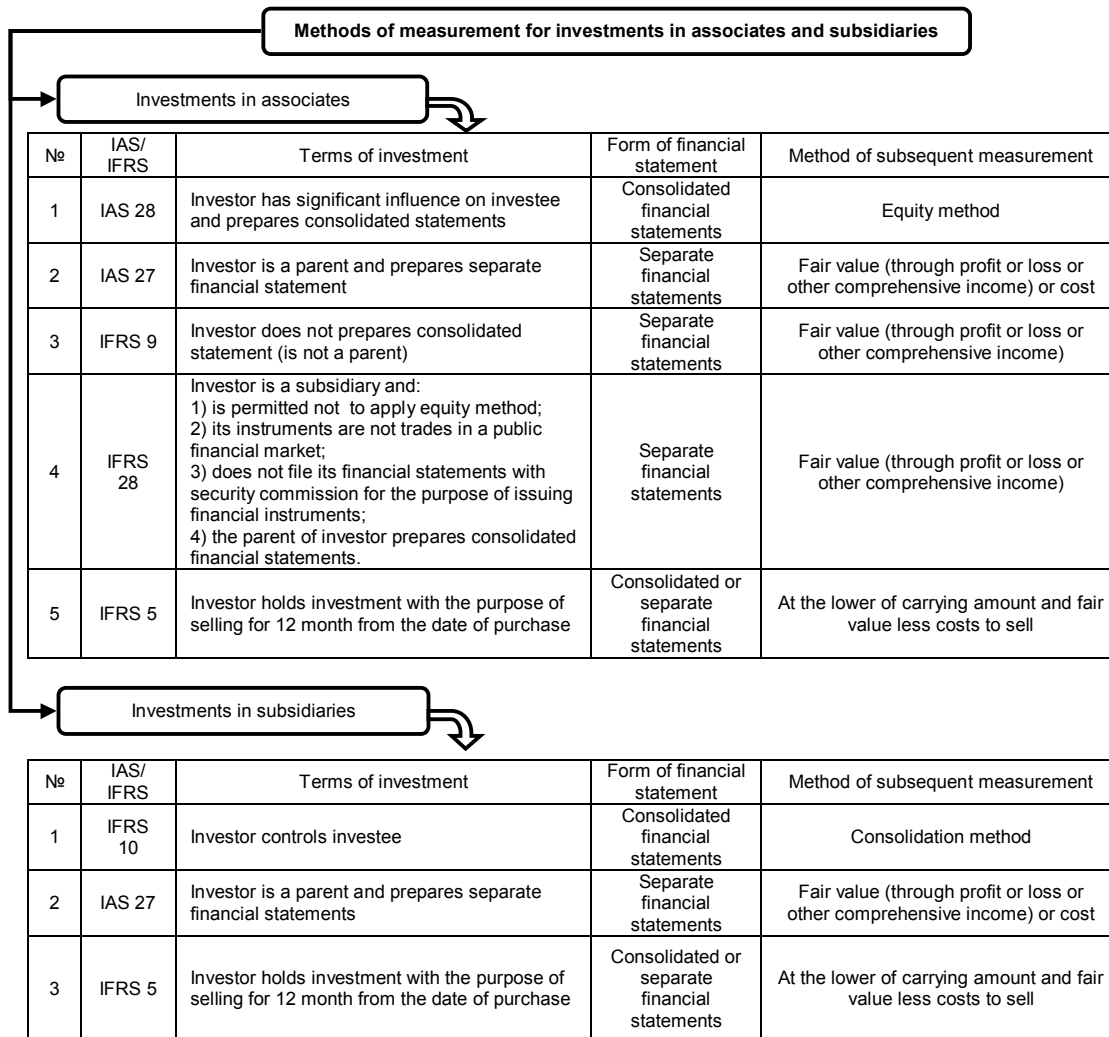 Methods of measurement for investments in associates and subsidiaries
Investments in associates
№
IAS/
IFRS
Terms of investment
Form of financial
statement
Method of subsequent measurement
1
IAS 28
Investor has significant influence on investee
and prepares consolidated statements
Consolidated
financial
statements
Equity method
2
IAS 27
Investor is a parent and prepares separate
financial statement
Separate
financial
statements
Fair value (through profit or loss or
other comprehensive income) or cost
3
IFRS 9
Investor does not prepares consolidated
statement (is not a parent)
Separate
financial
statements
Fair value (through profit or loss or
other comprehensive income)
4
IFRS
28
Investor is a subsidiary and:
1) is permitted not to apply equity method;
2) its instruments are not trades in a public
financial market;
3) does not file its financial statements with
security commission for the purpose of issuing
financial instruments;
4) the parent of investor prepares consolidated
financial statements.
Separate
financial
statements
Fair value (through profit or loss or
other comprehensive income)
5
IFRS 5
Investor holds investment with the purpose of
selling for 12 month from the date of purchase
Consolidated or
separate
financial
statements
At the lower of carrying amount and fair
value less costs to sell
Investments in subsidiaries
№
IAS/
IFRS
Terms of investment
Form of financial
statement
Method of subsequent measurement
1
IFRS
10
Investor controls investee
Consolidated
financial
statements
Consolidation method
2
IAS 27
Investor is a parent and prepares separate
financial statements
Separate
financial
statements
Fair value (through profit or loss or
other comprehensive income) or cost
3
IFRS 5
Investor holds investment with the purpose of
selling for 12 month from the date of purchase
Consolidated or
separate
financial
statements
At the lower of carrying amount and fair
value less costs to sell